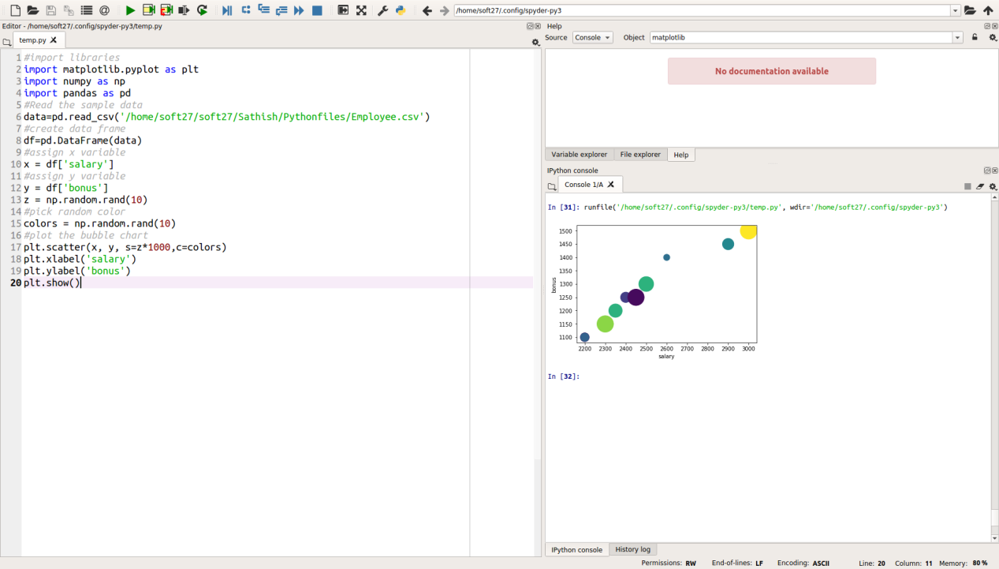 /home/soft27/.config/spyder-py3
Editor - /home/soft27/.config/spyder-py3/temp.py
temp.py
1 #import libraries
2 import matplotlib.pyplot as plt
3 import numpy as np
4 import pandas as pd
5 #Read the sample data
6 data=pd.read_csv('/home/soft27/soft27/Sathish/Pythonfiles/Employee.csv')
7 #create data frame
8 df=pd.DataFrame(data)
9 #assign x variable
10 x = df['salary']
11 #assign y variable
12 y = df['bonus']
13 z = np.random.rand(10)
14 #pick random color
15 colors = np.random.rand(10)
16 #plot the bubble chart
17 plt.scatter(x, y, s=z*1000,c=colors)
18 plt.xlabel('salary')
19 plt.ylabel('bonus')
20 plt.show()
Help
Source Console Object matplotlib
No documentation available
Variable explorer File explorer Help
IPython console
Console 1/A
In [31]: runfile('/home/soft27/.config/spyder-py3/temp.py', wdir='/home/soft27/.config/spyder-py3')
1500
1450
1400
1350
1300
1250
1200
1150
1100
bonus
2200 2300 2400 2500 2600 2700 2800 2900 3000
salary
In [32]:
IPython console History log
Permissions: RW End-of-lines: LF Encoding: ASCII Line: 20 Column: 11 Memory: 80 %